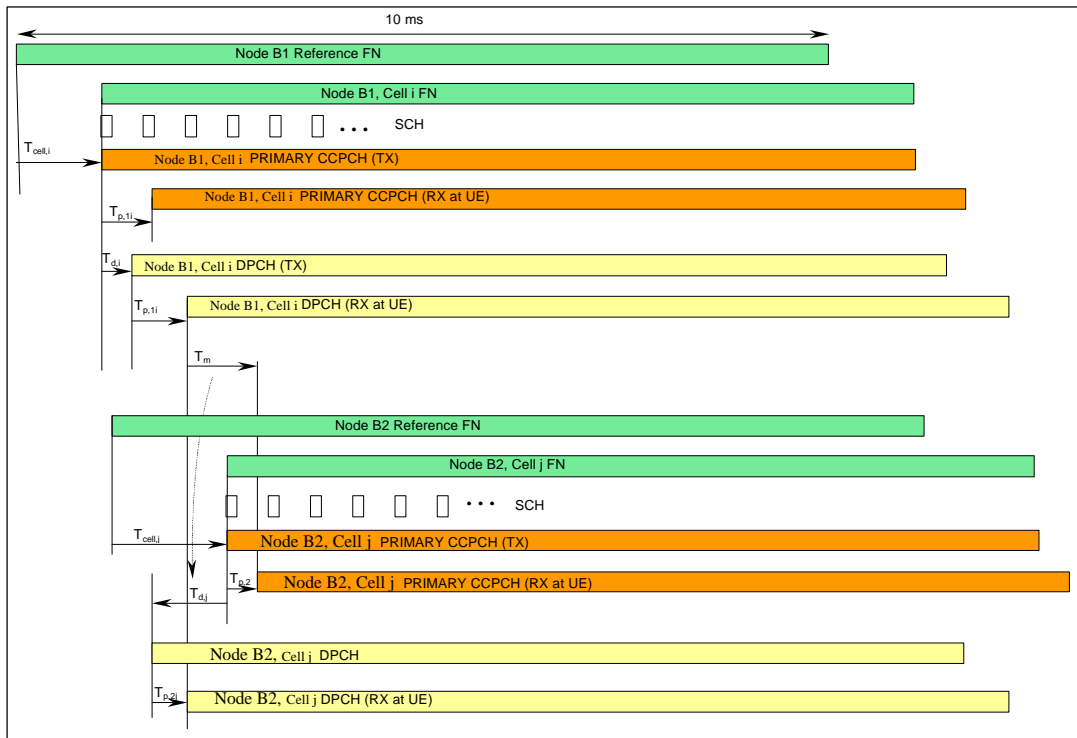 10 ms
Node B1 Reference FN
Node B1, Cell i FN
• • • SCH
T_cell,i
Node B1, Cell i PRIMARY CCPCH (TX)
Node B1, Cell i PRIMARY CCPCH (RX at UE)
T_p,1i
T_d,i
Node B1, Cell i DPCH (TX)
T_p,1i
Node B1, Cell i DPCH (RX at UE)
T_m
Node B2 Reference FN
Node B2, Cell j FN
• • • SCH
T_cell,j
Node B2, Cell j PRIMARY CCPCH (TX)
T_p,2
Node B2, Cell j PRIMARY CCPCH (RX at UE)
T_d,j
Node B2, Cell j DPCH
T_p,2j
Node B2, Cell j DPCH (RX at UE)